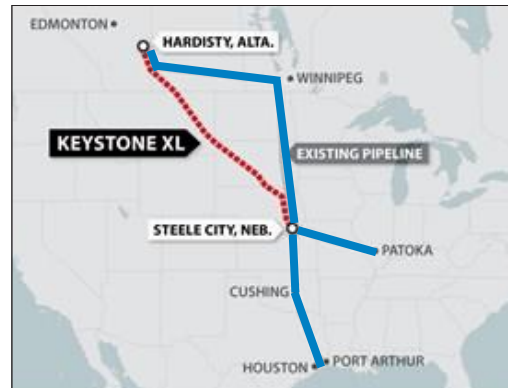 EDMONTON
HARDISTY, ALTA.
WINNIPEG
KEYSTONE XL
EXISTING PIPELINE
STEELE CITY, NEB.
PATOKA
CUSHING
HOUSTON
PORT ARTHUR